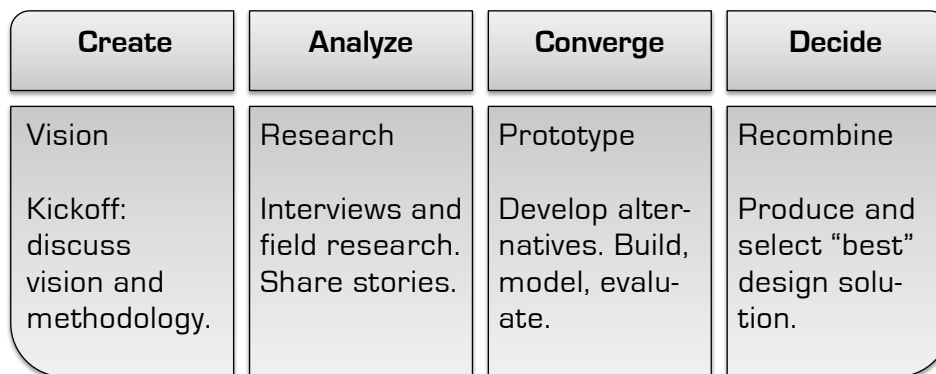 Create
Analyze
Converge
Decide
Vision
Kickoff:
discuss
vision and
methodology.
Research
Interviews and
field research.
Share stories.
Prototype
Develop alter-
natives. Build,
model, evalu-
ate.
Recombine
Produce and
select “best”
design solu-
tion.